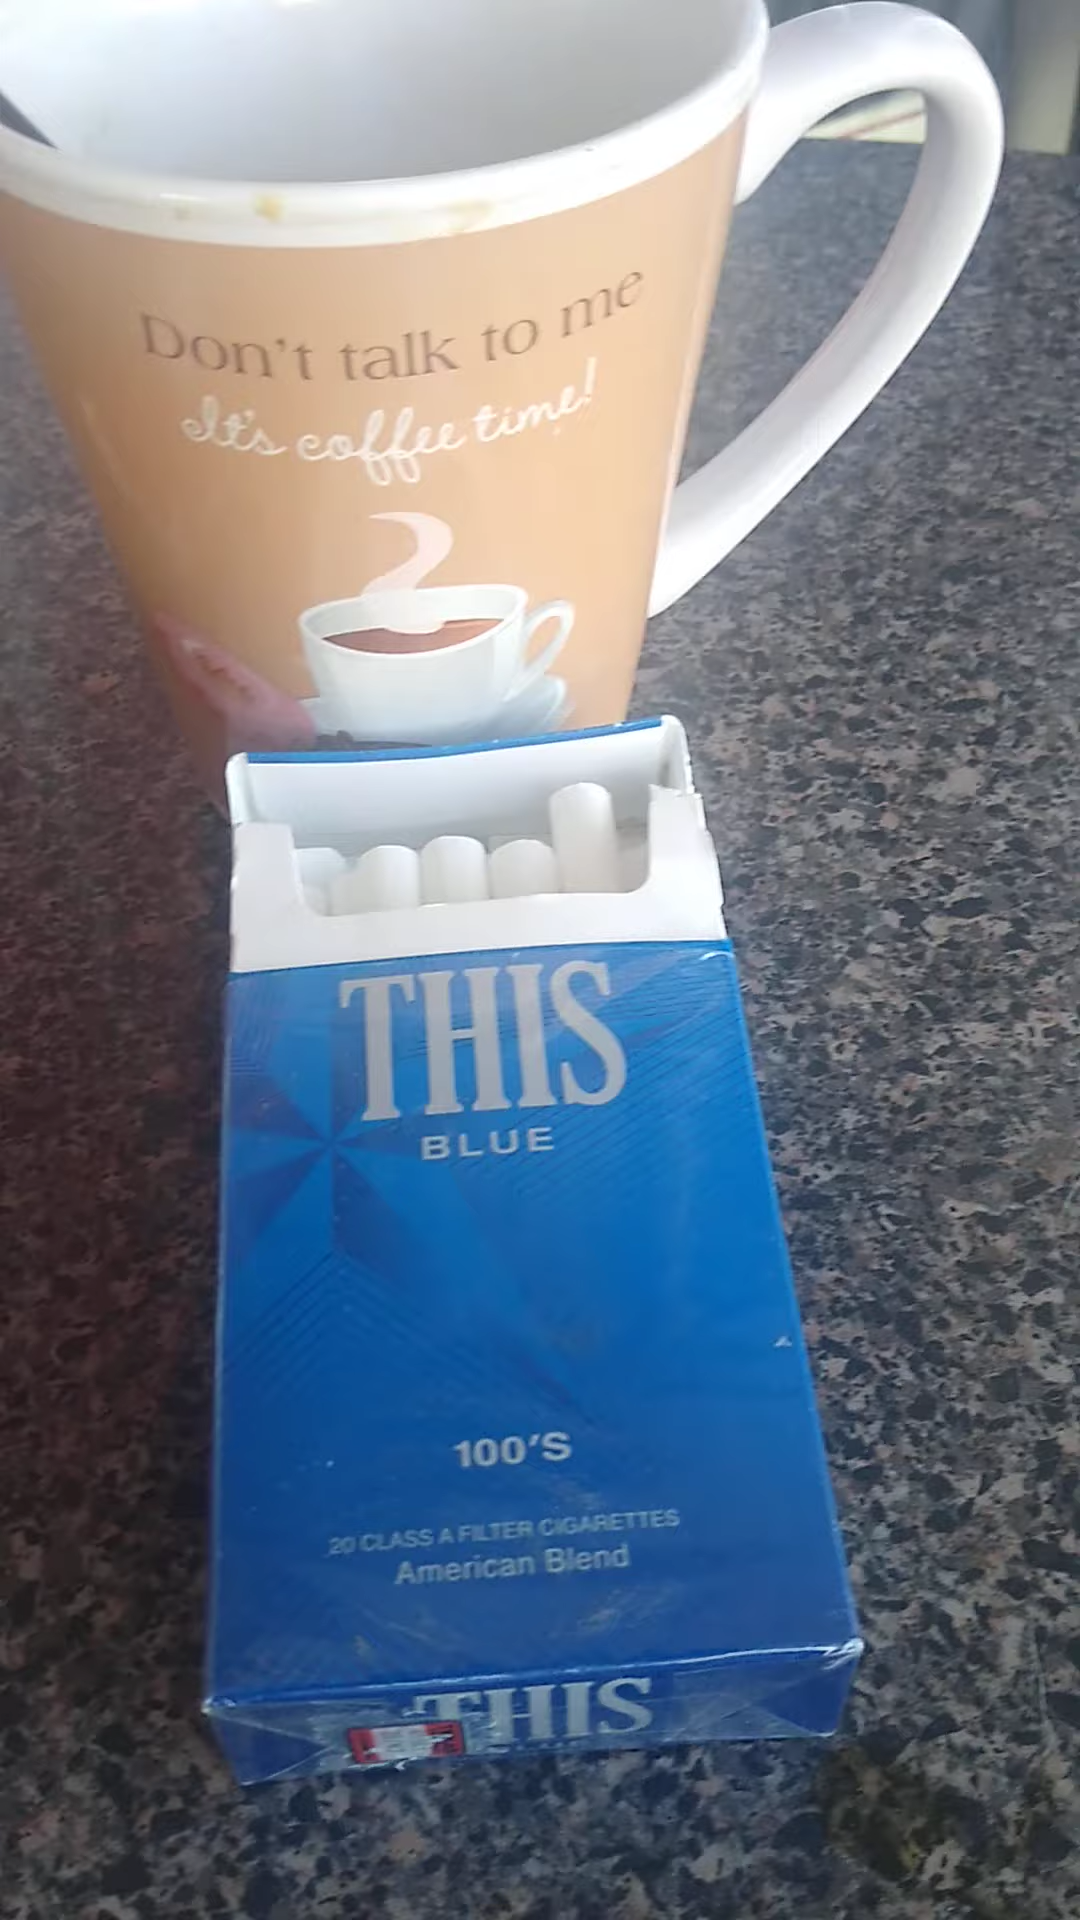 Don't talk to me
It's coffee time!
THIS
BLUE
100'S
20 CLASS A FILTER CIGARETTES
American Blend
THIS